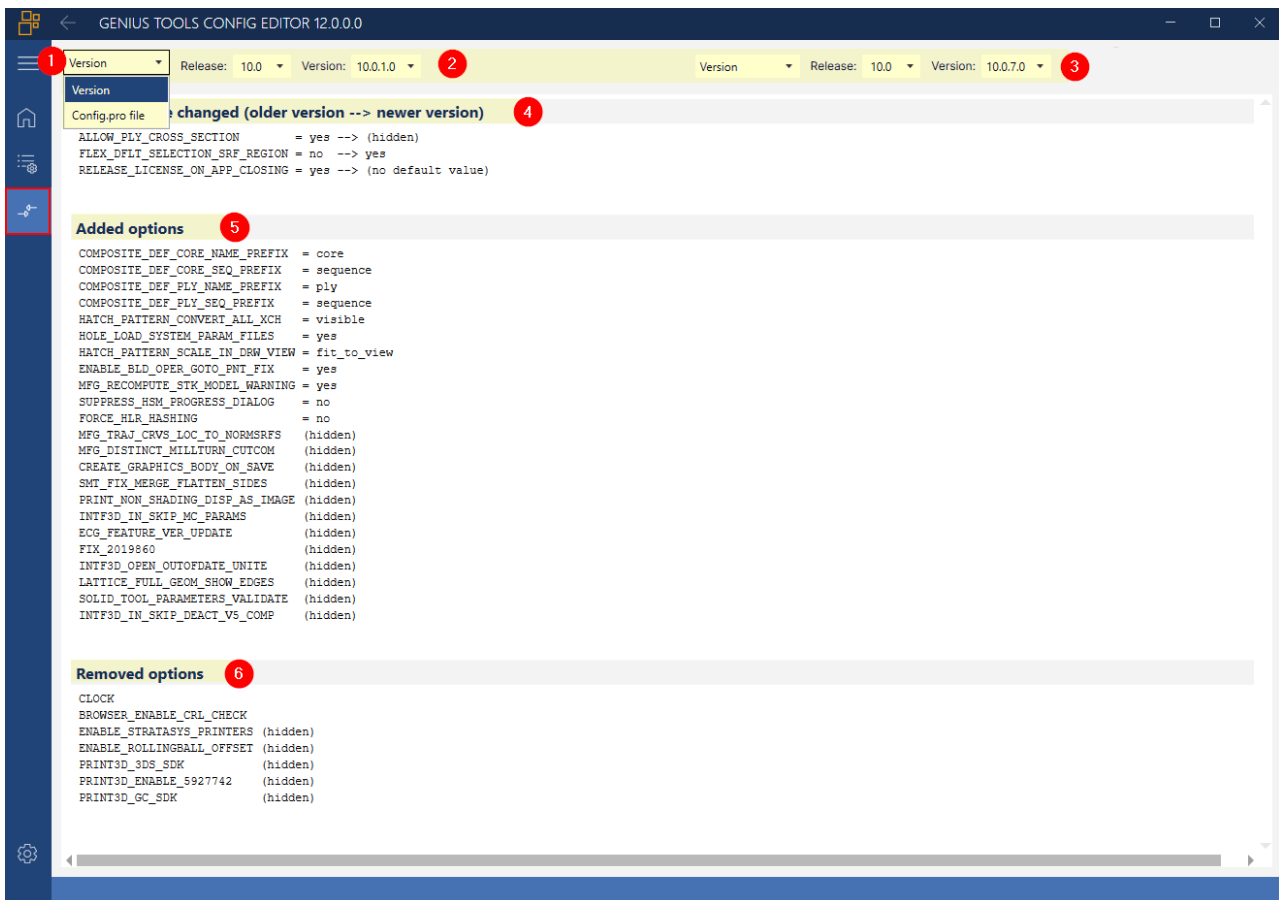 GENIUS TOOLS CONFIG EDITOR 12.0.0.0
1 Version Release: 10.0 Version: 10.0.1.0 2 Version Release: 10.0 Version: 10.0.7.0 3
Version
Config.pro file
changed (older version --> newer version) 4
ALLOW_PLY_CROSS_SECTION = yes --> (hidden)
FLEX_DFLT_SELECTION_SRF_REGION = no --> yes
RELEASE_LICENSE_ON_APP_CLOSING = yes --> (no default value)
Added options 5
COMPOSITE_DEF_CORE_NAME_PREFIX = core
COMPOSITE_DEF_CORE_SEQ_PREFIX = sequence
COMPOSITE_DEF_PLY_NAME_PREFIX = ply
COMPOSITE_DEF_PLY_SEQ_PREFIX = sequence
HATCH_PATTERN_CONVERT_ALL_XCH = visible
HOLE_LOAD_SYSTEM_PARAM_FILES = yes
HATCH_PATTERN_SCALE_IN_DRW_VIEW = fit_to_view
ENABLE_BLD_OPER_GOTO_PNT_FIX = yes
MFG_RECOMPUTE_STK_MODEL_WARNING = yes
SUPPRESS_HSM_PROGRESS_DIALOG = no
FORCE_HLR_HASHING = no
MFG_TRAJ_CRVS_LOC_TO_NORMSRFS (hidden)
MFG_DISTINCT_MILLTURN_CUTCOM (hidden)
CREATE_GRAPHICS_BODY_ON_SAVE (hidden)
SMT_FIX_MERGE_FLATTEN_SIDES (hidden)
PRINT_NON_SHADING_DISP_AS_IMAGE (hidden)
INTF3D_IN_SKIP_MC_PARAMS (hidden)
ECG_FEATURE_VER_UPDATE (hidden)
FIX_2019860 (hidden)
INTF3D_OPEN_OUTOFDATE_UNITE (hidden)
LATTICE_FULL_GEOM_SHOW_EDGES (hidden)
SOLID_TOOL_PARAMETERS_VALIDATE (hidden)
INTF3D_IN_SKIP_DEACT_V5_COMP (hidden)
Removed options 6
CLOCK
BROWSER_ENABLE_CRL_CHECK
ENABLE_STRATASYS_PRINTERS (hidden)
ENABLE_ROLLINGBALL_OFFSET (hidden)
PRINT3D_3DS_SDK (hidden)
PRINT3D_ENABLE_5927742 (hidden)
PRINT3D_GC_SDK (hidden)